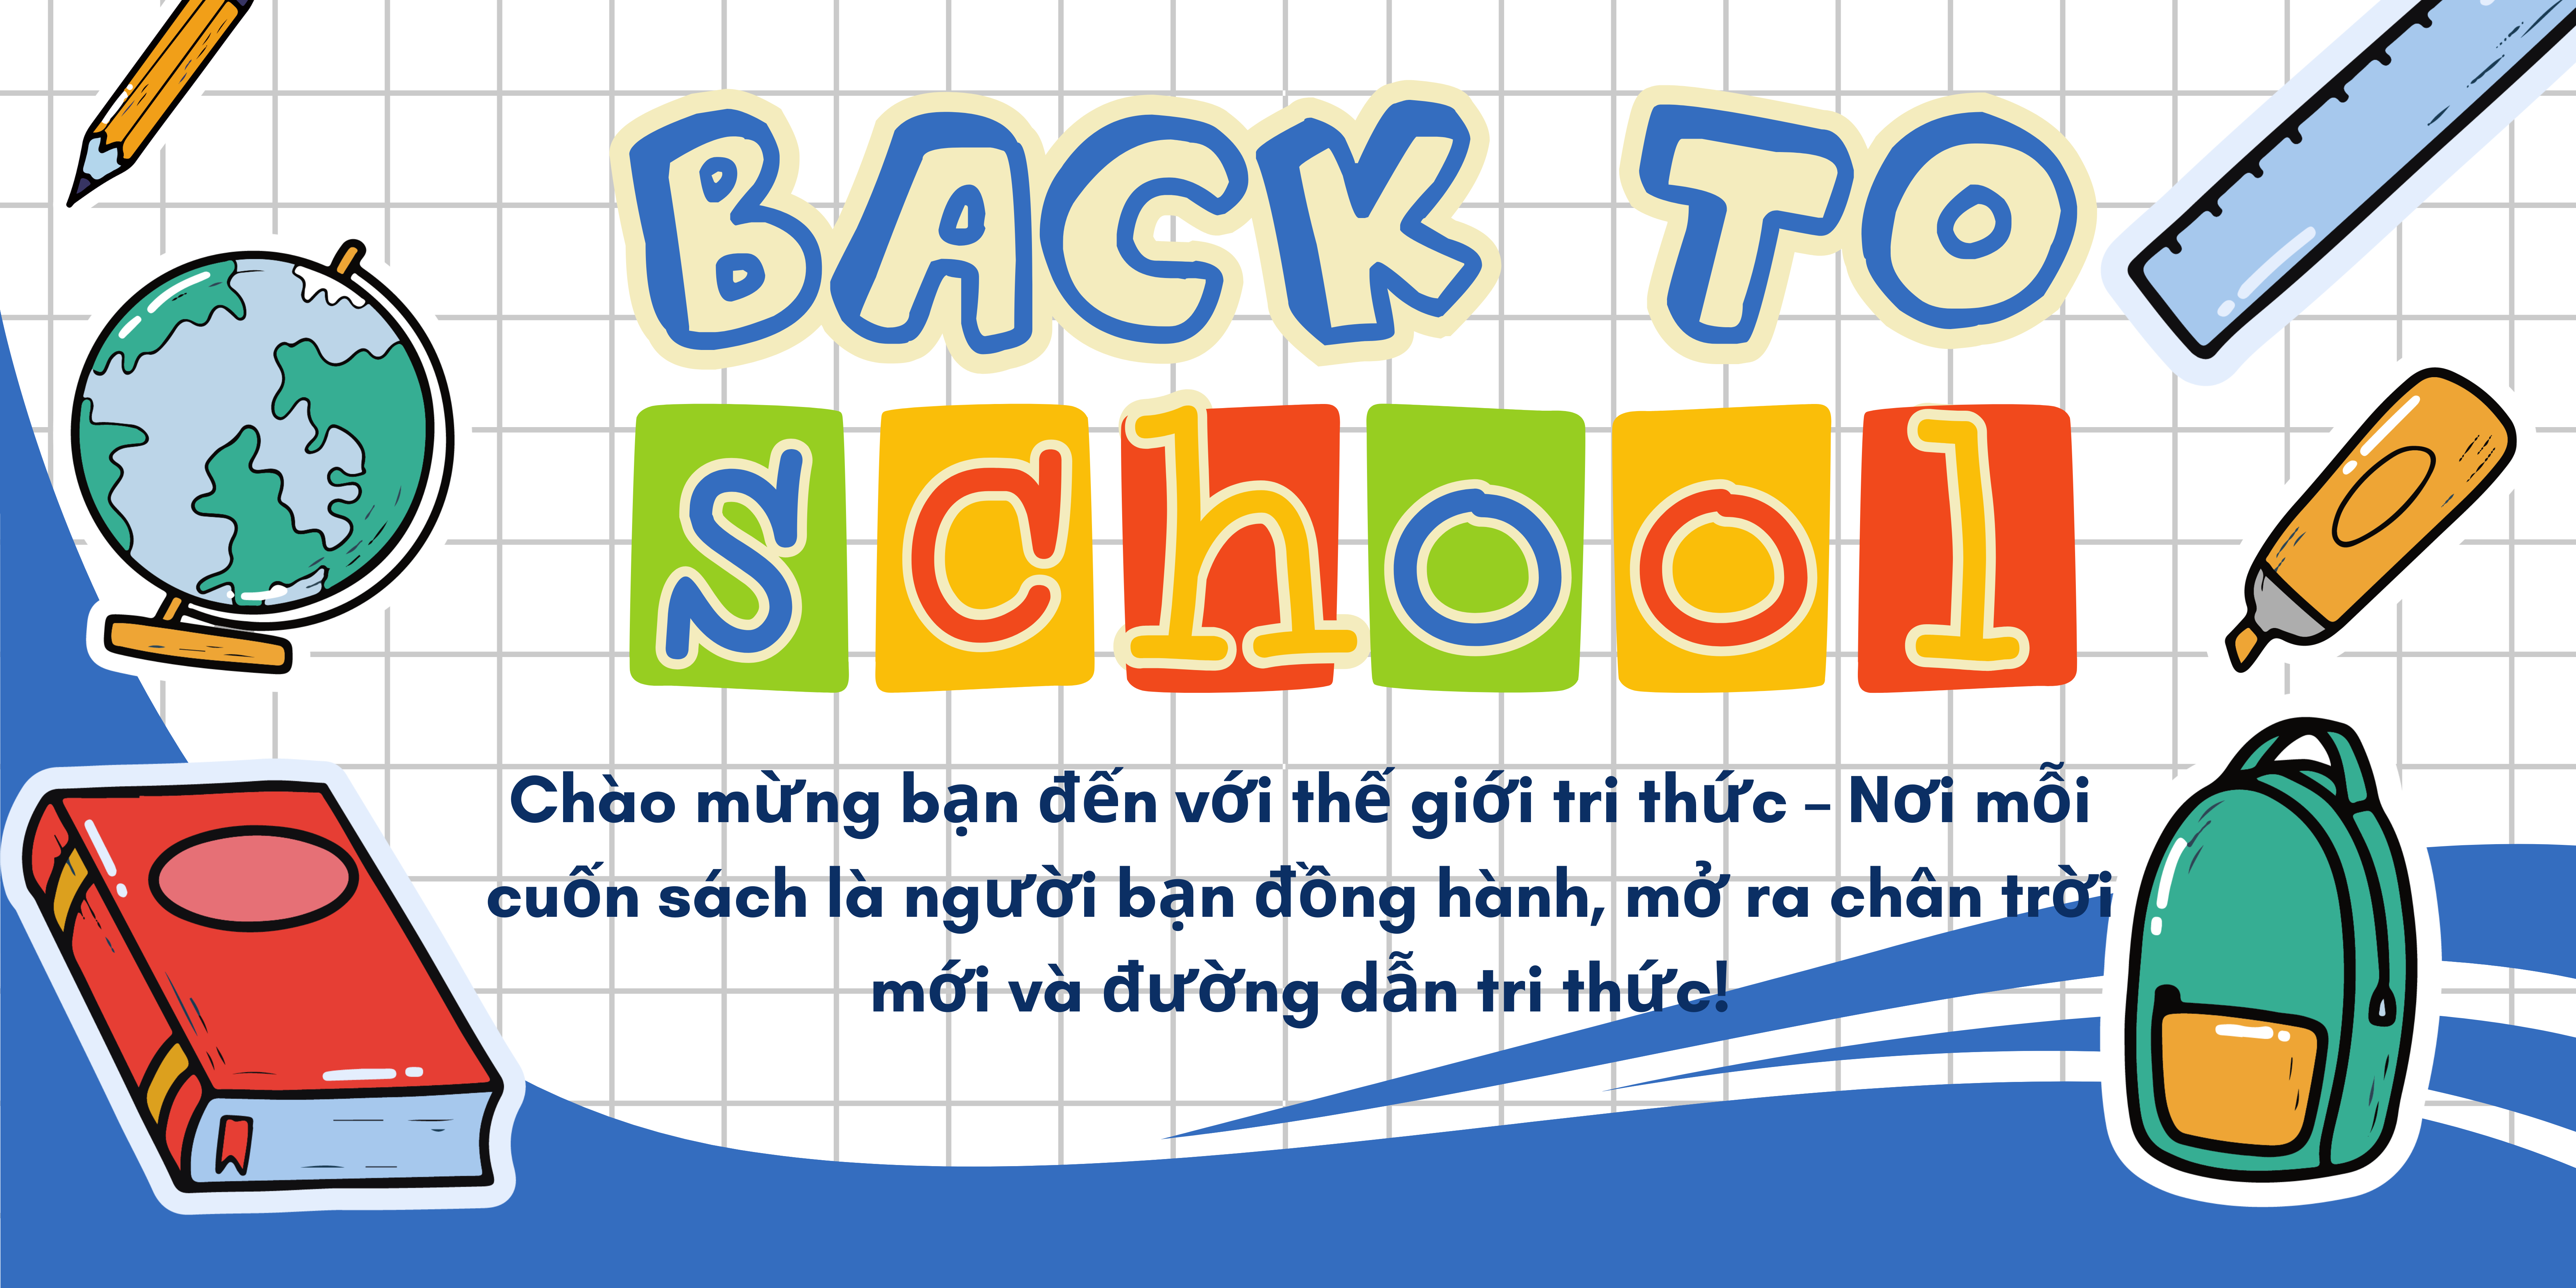 BACK TO
school
Chào mừng bạn đến với thế giới tri thức – Nơi mỗi
cuốn sách là người bạn đồng hành, mở ra chân trời
mới và đường dẫn tri thức!